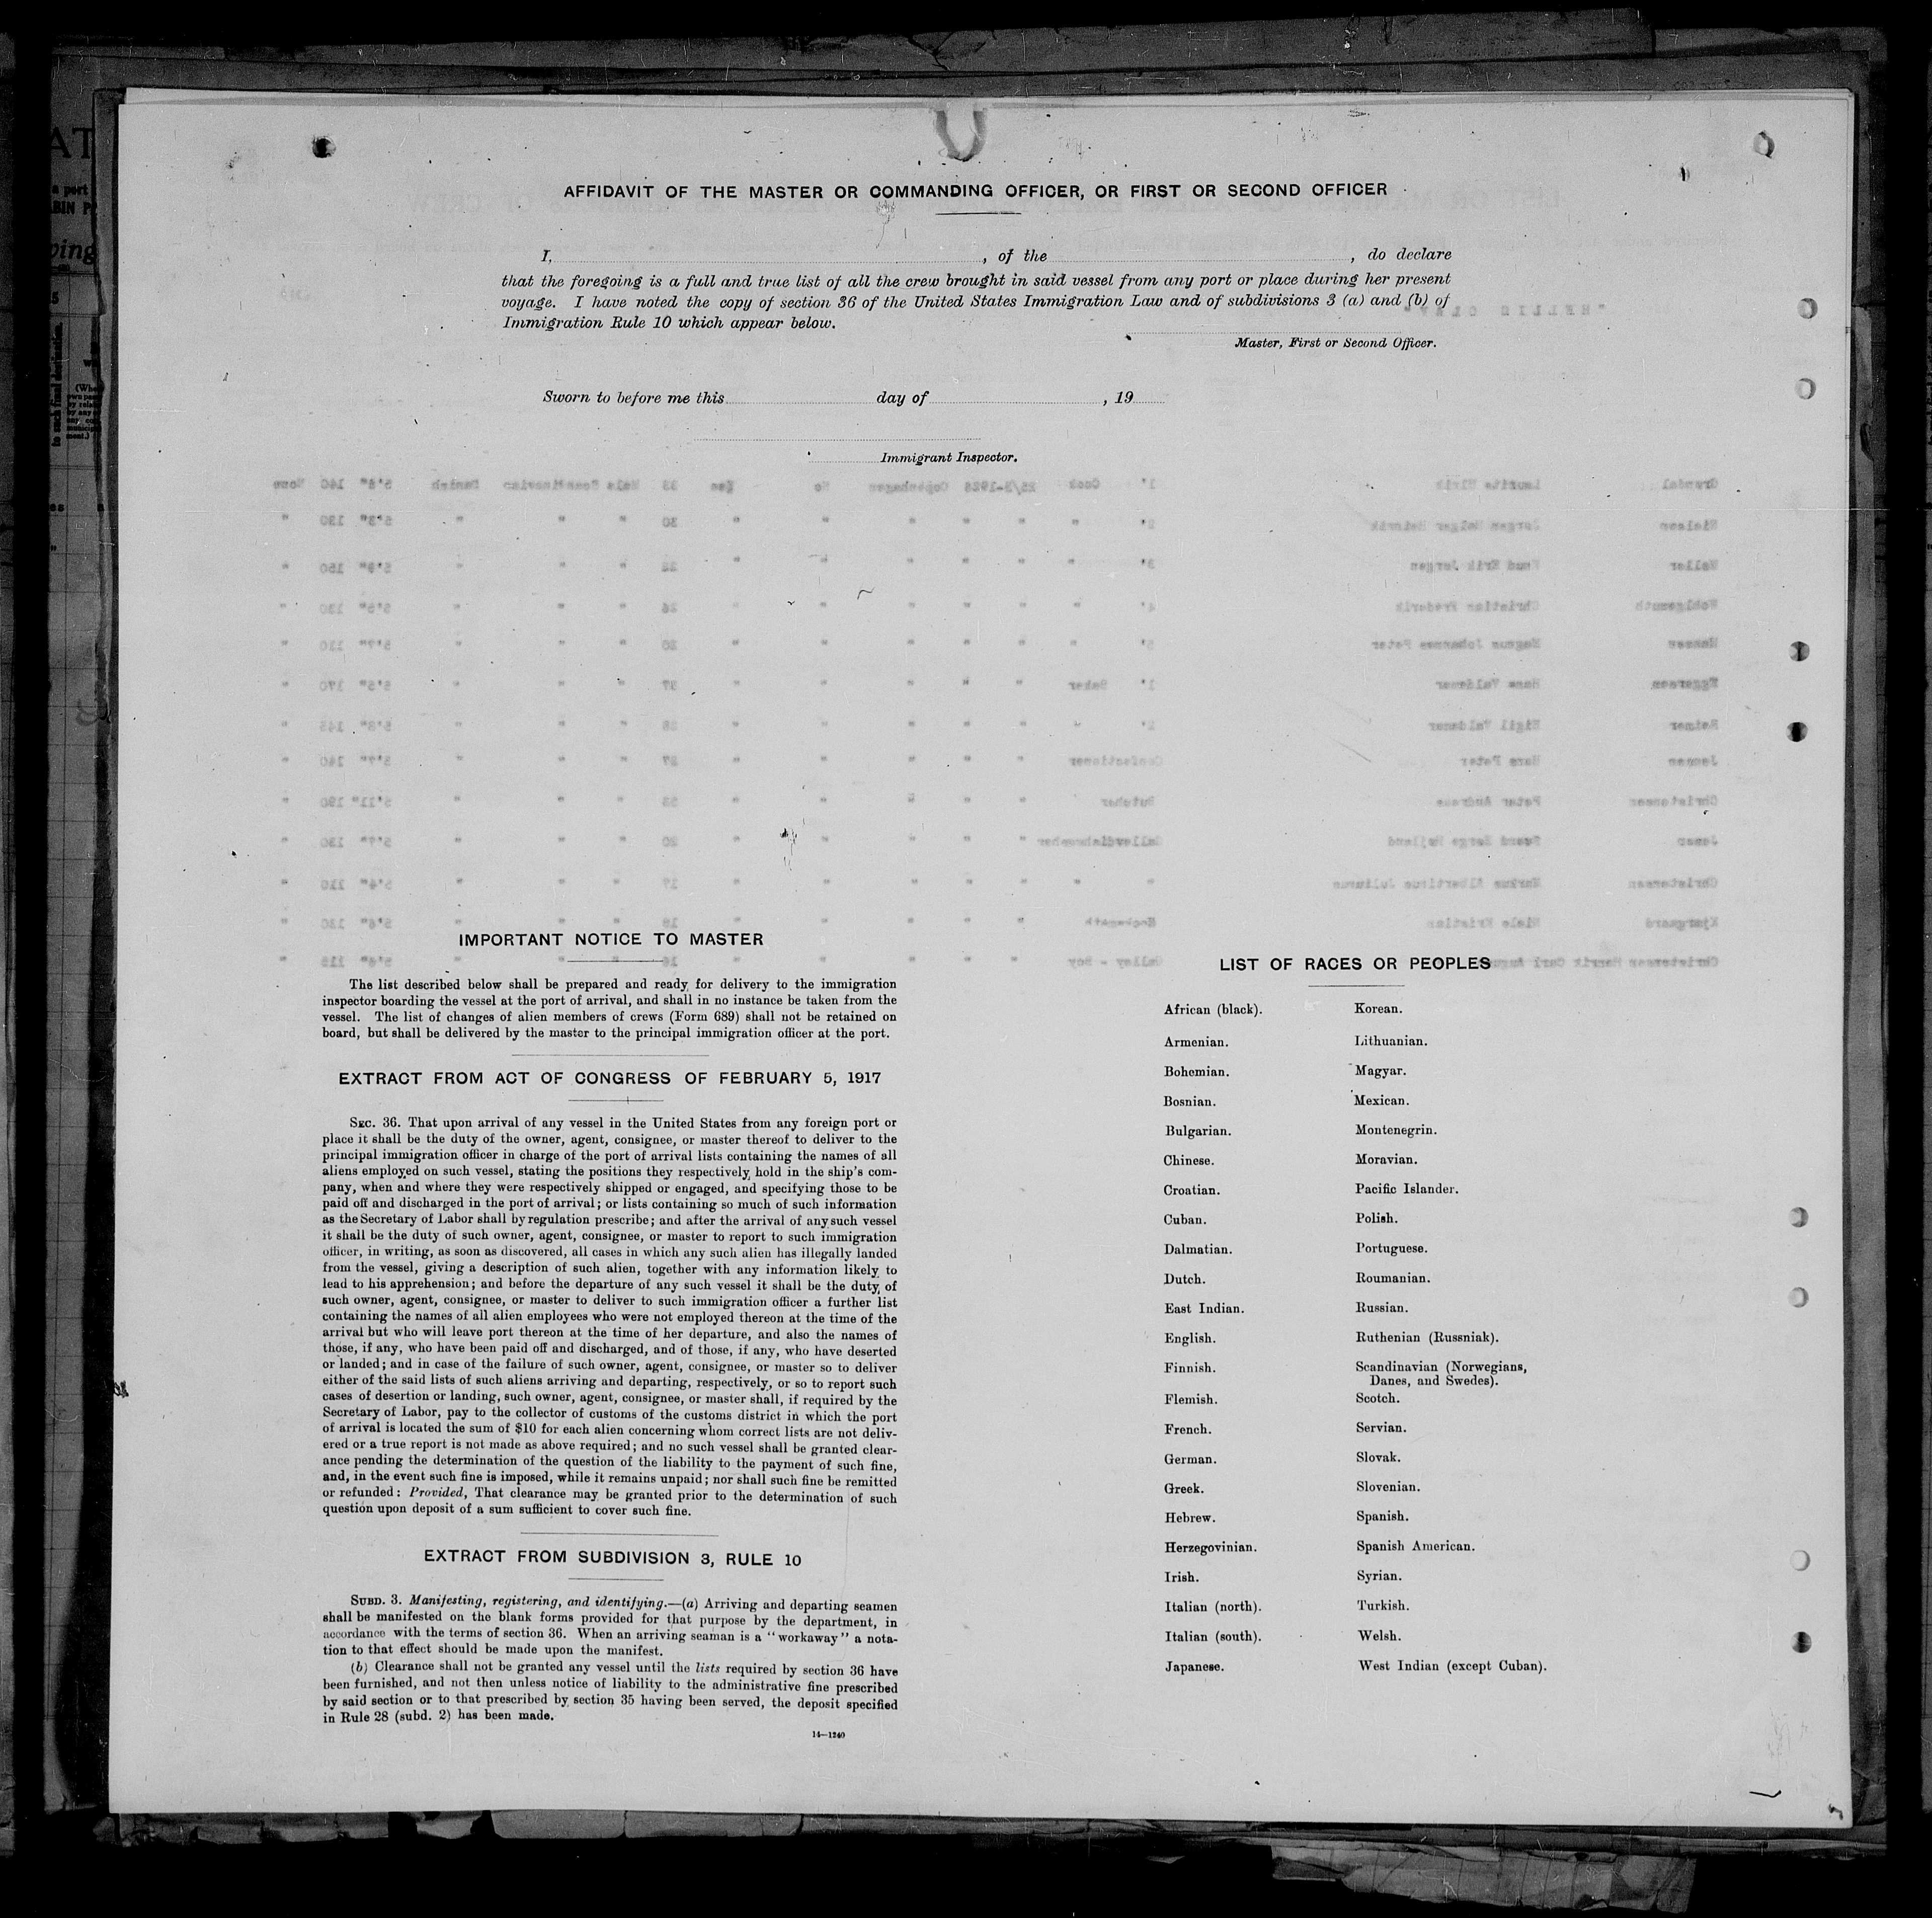 AFFIDAVIT OF THE MASTER OR COMMANDING OFFICER, OR FIRST OR SECOND OFFICER
I, , of the , do declare
that the foregoing is a full and true list of all the crew brought in said vessel from any port or place during her present
voyage. I have noted the copy of section 36 of the United States Immigration Law and of subdivisions 3 (a) and (b) of
Immigration Rule 10 which appear below.
Master, First or Second Officer.
Sworn to before me this day of , 19
Immigrant Inspector.
IMPORTANT NOTICE TO MASTER
The list described below shall be prepared and ready for delivery to the immigration
inspector boarding the vessel at the port of arrival, and shall in no instance be taken from the
vessel. The list of changes of alien members of crews (Form 689) shall not be retained on
board, but shall be delivered by the master to the principal immigration officer at the port.
EXTRACT FROM ACT OF CONGRESS OF FEBRUARY 5, 1917
SEC. 36. That upon arrival of any vessel in the United States from any foreign port or
place it shall be the duty of the owner, agent, consignee, or master thereof to deliver to the
principal immigration officer in charge of the port of arrival lists containing the names of all
aliens employed on such vessel, stating the positions they respectively hold in the ship's com-
pany, when and where they were respectively shipped or engaged, and specifying those to be
paid off and discharged in the port of arrival; or lists containing so much of such information
as the Secretary of Labor shall by regulation prescribe; and after the arrival of any such vessel
it shall be the duty of such owner, agent, consignee, or master to report to such immigration
officer, in writing, as soon as discovered, all cases in which any such alien has illegally landed
from the vessel, giving a description of such alien, together with any information likely to
lead to his apprehension; and before the departure of any such vessel it shall be the duty of
such owner, agent, consignee, or master to deliver to such immigration officer a further list
containing the names of all alien employees who were not employed thereon at the time of the
arrival but who will leave port thereon at the time of her departure, and also the names of
those, if any, who have been paid off and discharged, and of those, if any, who have deserted
or landed; and in case of the failure of such owner, agent, consignee, or master so to deliver
either of the said lists of such aliens arriving and departing, respectively, or so to report such
cases of desertion or landing, such owner, agent, consignee, or master shall, if required by the
Secretary of Labor, pay to the collector of customs of the customs district in which the port
of arrival is located the sum of $10 for each alien concerning whom correct lists are not deliv-
ered or a true report is not made as above required; and no such vessel shall be granted clear-
ance pending the determination of the question of the liability to the payment of such fine,
and, in the event such fine is imposed, while it remains unpaid; nor shall such fine be remitted
or refunded: Provided, That clearance may be granted prior to the determination of such
question upon deposit of a sum sufficient to cover such fine.
EXTRACT FROM SUBDIVISION 3, RULE 10
SUBD. 3. Manifesting, registering, and identifying.—(a) Arriving and departing seamen
shall be manifested on the blank forms provided for that purpose by the department, in
accordance with the terms of section 36. When an arriving seaman is a "workaway" a nota-
tion to that effect should be made upon the manifest.
(b) Clearance shall not be granted any vessel until the lists required by section 36 have
been furnished, and not then unless notice of liability to the administrative fine prescribed
by said section or to that prescribed by section 35 having been served, the deposit specified
in Rule 28 (subd. 2) has been made.
14—1240
LIST OF RACES OR PEOPLES
African (black). Korean.
Armenian. Lithuanian.
Bohemian. Magyar.
Bosnian. Mexican.
Bulgarian. Montenegrin.
Chinese. Moravian.
Croatian. Pacific Islander.
Cuban. Polish.
Dalmatian. Portuguese.
Dutch. Roumanian.
East Indian. Russian.
English. Ruthenian (Russniak).
Finnish. Scandinavian (Norwegians,
Danes, and Swedes).
Flemish. Scotch.
French. Servian.
German. Slovak.
Greek. Slovenian.
Hebrew. Spanish.
Herzegovinian. Spanish American.
Irish. Syrian.
Italian (north). Turkish.
Italian (south). Welsh.
Japanese. West Indian (except Cuban).